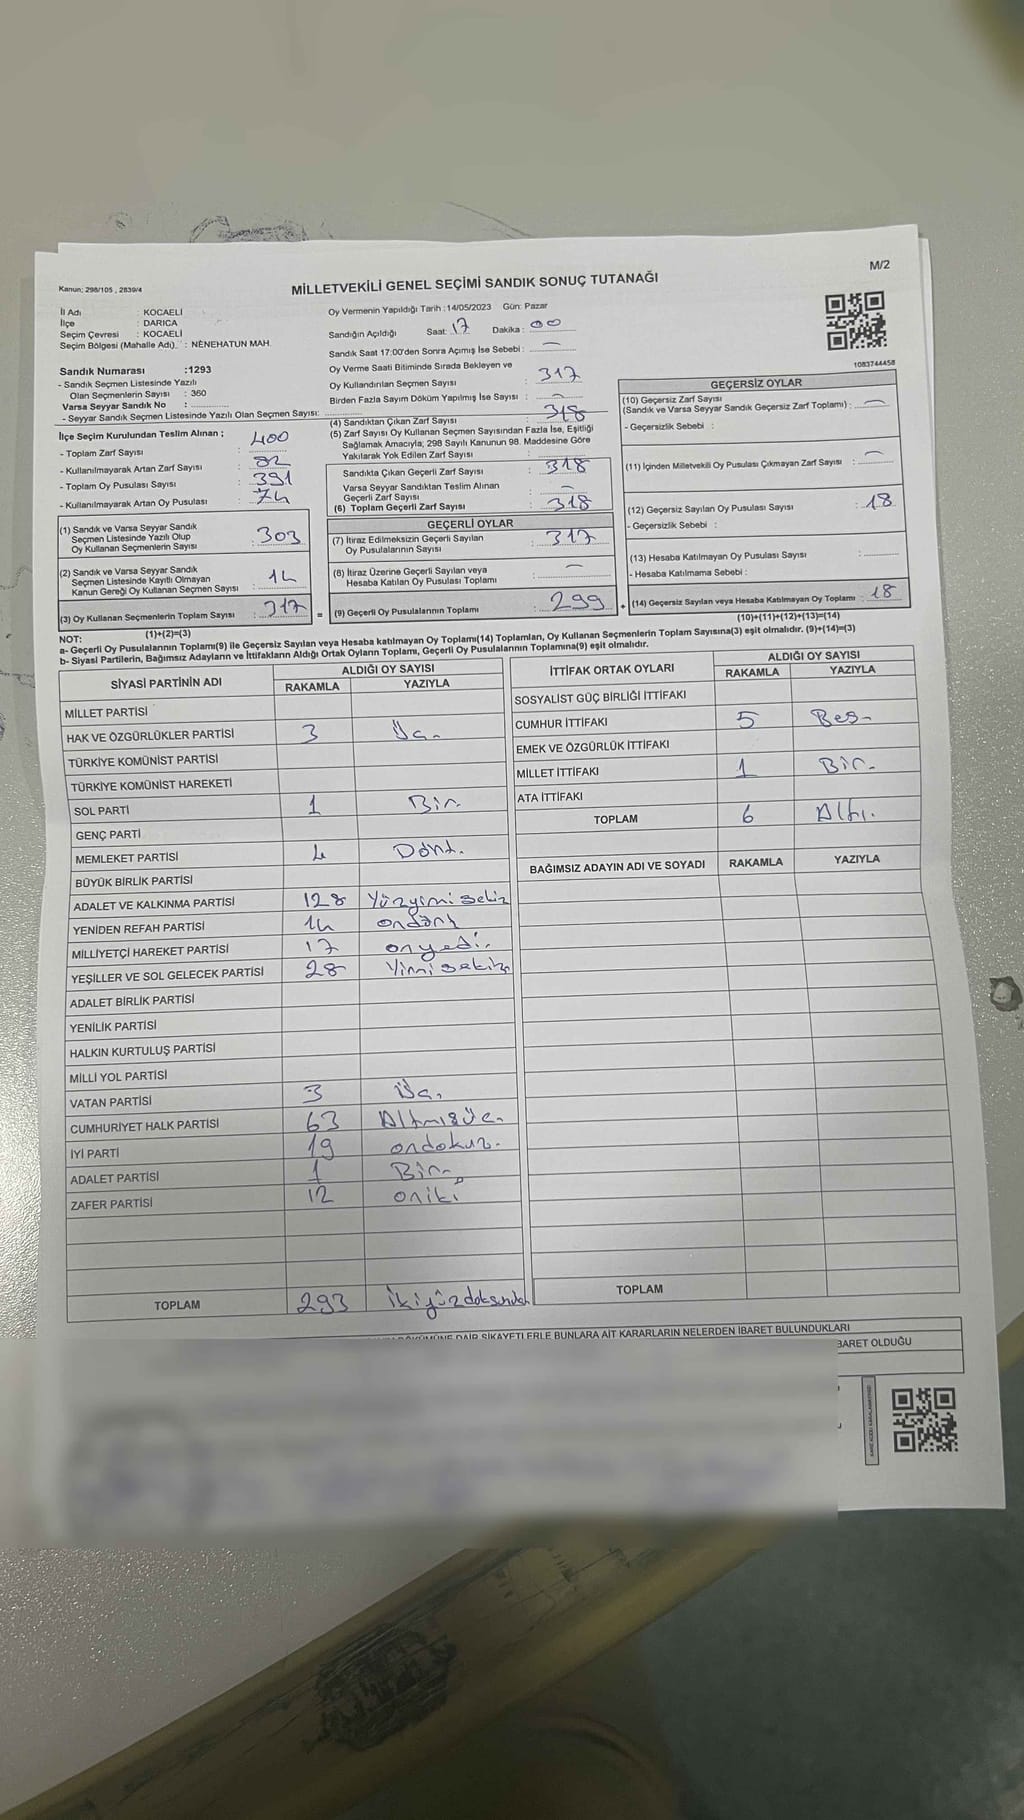 M/2
Kanun; 298/105 , 2839/4
MİLLETVEKİLİ GENEL SEÇİMİ SANDIK SONUÇ TUTANAĞI
İl Adı : KOCAELİ
İlçe : DARICA
Seçim Çevresi : KOCAELİ
Seçim Bölgesi (Mahalle Adı). : NENEHATUN MAH.
Oy Vermenin Yapıldığı Tarih : 14/05/2023 Gün: Pazar
Sandığın Açıldığı Saat: 17 Dakika : 00
Sandık Saat 17:00'den Sonra Açımış İse Sebebi : —
Oy Verme Saati Bitiminde Sırada Bekleyen ve
Oy Kullandırılan Seçmen Sayısı : 317
Birden Fazla Sayım Döküm Yapılmış İse Sayısı : —
1083744458
Sandık Numarası :1293
- Sandık Seçmen Listesinde Yazılı
Olan Seçmenlerin Sayısı : 360
Varsa Seyyar Sandık No :
- Seyyar Sandık Seçmen Listesinde Yazılı Olan Seçmen Sayısı:
İlçe Seçim Kurulundan Teslim Alınan ;
- Toplam Zarf Sayısı : 400
- Kullanılmayarak Artan Zarf Sayısı : 82
- Toplam Oy Pusulası Sayısı : 391
- Kullanılmayarak Artan Oy Pusulası : 74
(1) Sandık ve Varsa Seyyar Sandık
Seçmen Listesinde Yazılı Olup
Oy Kullanan Seçmenlerin Sayısı : 303
(2) Sandık ve Varsa Seyyar Sandık
Seçmen Listesinde Kayıtlı Olmayan
Kanun Gereği Oy Kullanan Seçmen Sayısı : 14
(3) Oy Kullanan Seçmenlerin Toplam Sayısı : 317 =
(1)+(2)=(3)
(4) Sandıktan Çıkan Zarf Sayısı : 318
(5) Zarf Sayısı Oy Kullanan Seçmen Sayısından Fazla İse, Eşitliği
Sağlamak Amacıyla; 298 Sayılı Kanunun 98. Maddesine Göre
Yakılarak Yok Edilen Zarf Sayısı :
Sandıkta Çıkan Geçerli Zarf Sayısı : 318
Varsa Seyyar Sandıktan Teslim Alınan
Geçerli Zarf Sayısı : —
(6) Toplam Geçerli Zarf Sayısı : 318
GEÇERLİ OYLAR
(7) İtiraz Edilmeksizin Geçerli Sayılan
Oy Pusulalarının Sayısı : 317
(8) İtiraz Üzerine Geçerli Sayılan veya
Hesaba Katılan Oy Pusulası Toplamı : —
(9) Geçerli Oy Pusulalarının Toplamı : 299 +
GEÇERSİZ OYLAR
(10) Geçersiz Zarf Sayısı
(Sandık ve Varsa Seyyar Sandık Geçersiz Zarf Toplamı) : —
- Geçersizlik Sebebi :
(11) İçinden Milletvekili Oy Pusulası Çıkmayan Zarf Sayısı : —
(12) Geçersiz Sayılan Oy Pusulası Sayısı : 18
- Geçersizlik Sebebi :
(13) Hesaba Katılmayan Oy Pusulası Sayısı :
- Hesaba Katılmama Sebebi :
(14) Geçersiz Sayılan veya Hesaba Katılmayan Oy Toplamı : 18
(10)+(11)+(12)+(13)=(14)
NOT:
a- Geçerli Oy Pusulalarının Toplamı(9) ile Geçersiz Sayılan veya Hesaba katılmayan Oy Toplamı(14) Toplamları, Oy Kullanan Seçmenlerin Toplam Sayısına(3) eşit olmalıdır. (9)+(14)=(3)
b- Siyasi Partilerin, Bağımsız Adayların ve İttifakların Aldığı Ortak Oyların Toplamı, Geçerli Oy Pusulalarının Toplamına(9) eşit olmalıdır.
SİYASİ PARTİNİN ADI ALDIĞI OY SAYISI
RAKAMLA YAZIYLA
MİLLET PARTİSİ
HAK VE ÖZGÜRLÜKLER PARTİSİ 3 Üç.
TÜRKİYE KOMÜNİST PARTİSİ
TÜRKİYE KOMÜNİST HAREKETİ
SOL PARTİ 1 Bir.
GENÇ PARTİ
MEMLEKET PARTİSİ 4 Dört.
BÜYÜK BİRLİK PARTİSİ
ADALET VE KALKINMA PARTİSİ 128 Yüzyimisekiz
YENİDEN REFAH PARTİSİ 14 ondört
MİLLİYETÇİ HAREKET PARTİSİ 17 onyedi.
YEŞİLLER VE SOL GELECEK PARTİSİ 28 Yimisekiz
ADALET BİRLİK PARTİSİ
YENİLİK PARTİSİ
HALKIN KURTULUŞ PARTİSİ
MİLLİ YOL PARTİSİ
VATAN PARTİSİ 3 Üç.
CUMHURİYET HALK PARTİSİ 63 Altmışüç.
İYİ PARTİ 19 ondokuz.
ADALET PARTİSİ 1 Bir.
ZAFER PARTİSİ 12 oniki
TOPLAM 293
İTTİFAK ORTAK OYLARI ALDIĞI OY SAYISI
RAKAMLA YAZIYLA
SOSYALİST GÜÇ BİRLİĞİ İTTİFAKI
CUMHUR İTTİFAKI 5 Beş.
EMEK VE ÖZGÜRLÜK İTTİFAKI
MİLLET İTTİFAKI 1 Bir.
ATA İTTİFAKI
TOPLAM 6 Altı.
BAĞIMSIZ ADAYIN ADI VE SOYADI RAKAMLA YAZIYLA
TOPLAM
DÖKÜMÜNE DAİR ŞİKAYETLERLE BUNLARA AİT KARARLARIN NELERDEN İBARET BULUNDUKLARI
BARET OLDUĞU